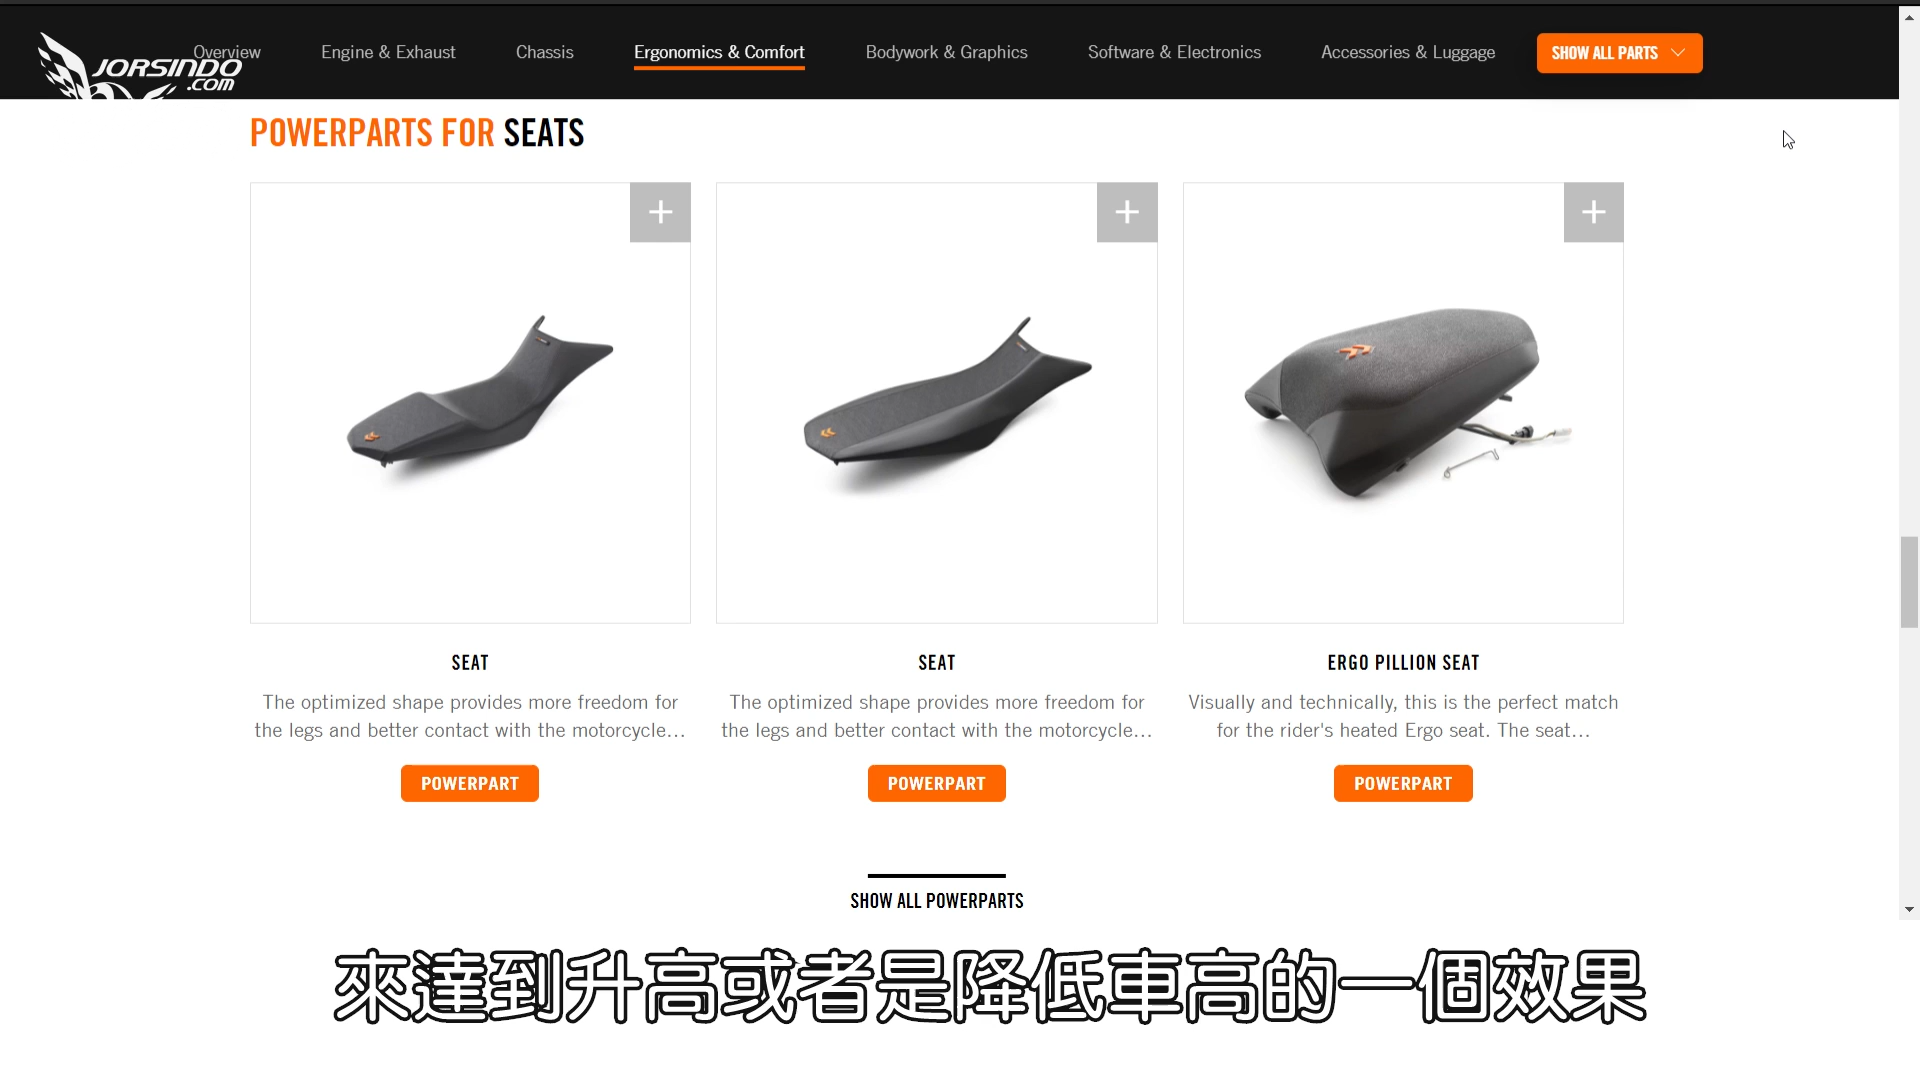 JORSINDO
.COM
Overview
Engine & Exhaust
Chassis
Ergonomics & Comfort
Bodywork & Graphics
Software & Electronics
Accessories & Luggage
SHOW ALL PARTS
POWERPARTS FOR SEATS
SEAT
The optimized shape provides more freedom for
the legs and better contact with the motorcycle...
POWERPART
SEAT
The optimized shape provides more freedom for
the legs and better contact with the motorcycle...
POWERPART
ERGO PILLION SEAT
Visually and technically, this is the perfect match
for the rider's heated Ergo seat. The seat...
POWERPART
SHOW ALL POWERPARTS
來達到升高或者是降低車高的一個效果